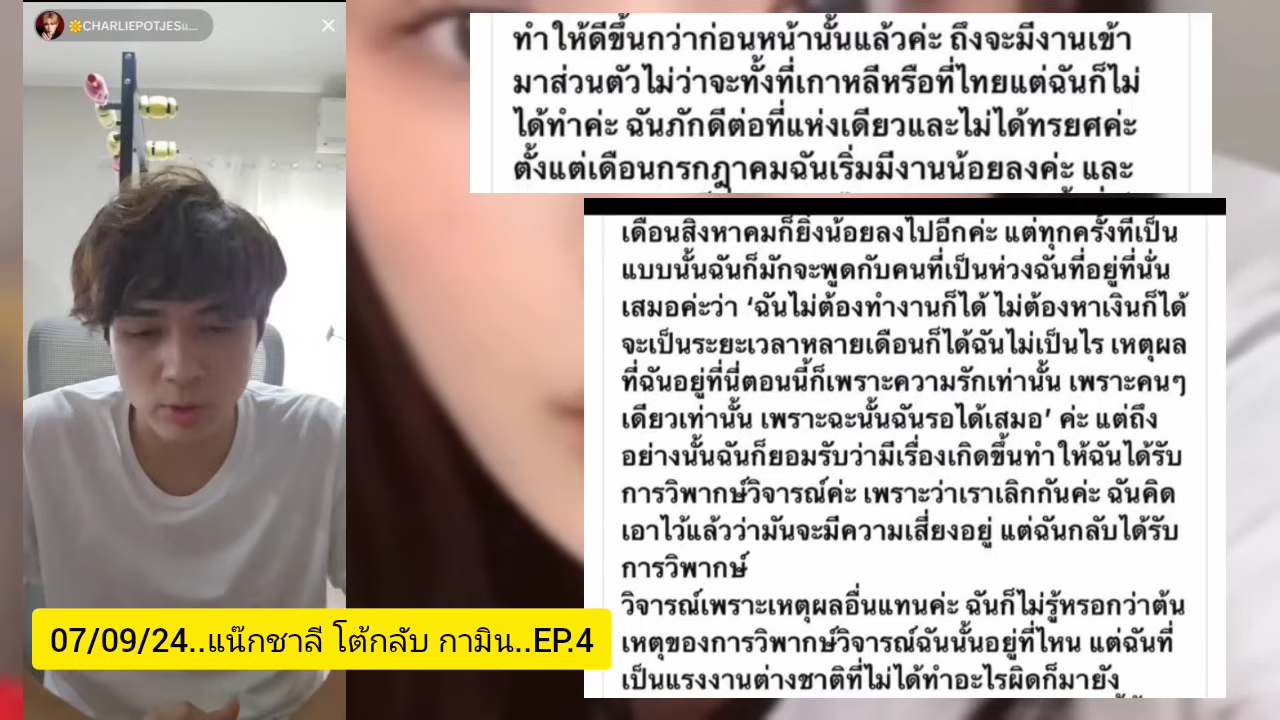 🌼CHARLIEPOTJESแ...
ทำให้ดีขึ้นกว่าก่อนหน้านั้นแล้วค่ะ ถึงจะมีงานเข้า
มาส่วนตัวไม่ว่าจะทั้งที่เกาหลีหรือที่ไทยแต่ฉันก็ไม่
ได้ทำค่ะ ฉันภักดีต่อที่แห่งเดียวและไม่ได้ทรยศค่ะ
ตั้งแต่เดือนกรกฎาคมฉันเริ่มมีงานน้อยลงค่ะ และ
เดือนสิงหาคมก็ยิ่งน้อยลงไปอีกค่ะ แต่ทุกครั้งที่เป็น
แบบนั้นฉันก็มักจะพูดกับคนที่เป็นห่วงฉันที่อยู่ที่นั่น
เสมอค่ะว่า ‘ฉันไม่ต้องทำงานก็ได้ ไม่ต้องหาเงินก็ได้
จะเป็นระยะเวลาหลายเดือนก็ได้ฉันไม่เป็นไร เหตุผล
ที่ฉันอยู่ที่นี่ตอนนี้ก็เพราะความรักเท่านั้น เพราะคนๆ
เดียวเท่านั้น เพราะฉะนั้นฉันรอได้เสมอ’ ค่ะ แต่ถึง
อย่างนั้นฉันก็ยอมรับว่ามีเรื่องเกิดขึ้นทำให้ฉันได้รับ
การวิพากษ์วิจารณ์ค่ะ เพราะว่าเราเลิกกันค่ะ ฉันคิด
เอาไว้แล้วว่ามันจะมีความเสี่ยงอยู่ แต่ฉันกลับได้รับ
การวิพากษ์
วิจารณ์เพราะเหตุผลอื่นแทนค่ะ ฉันก็ไม่รู้หรอกว่าต้น
เหตุของการวิพากษ์วิจารณ์ฉันนั้นอยู่ที่ไหน แต่ฉันที่
เป็นแรงงานต่างชาติที่ไม่ได้ทำอะไรผิดก็มายัง
07/09/24..แน๊กชาลี โต้กลับ กามิน..EP.4